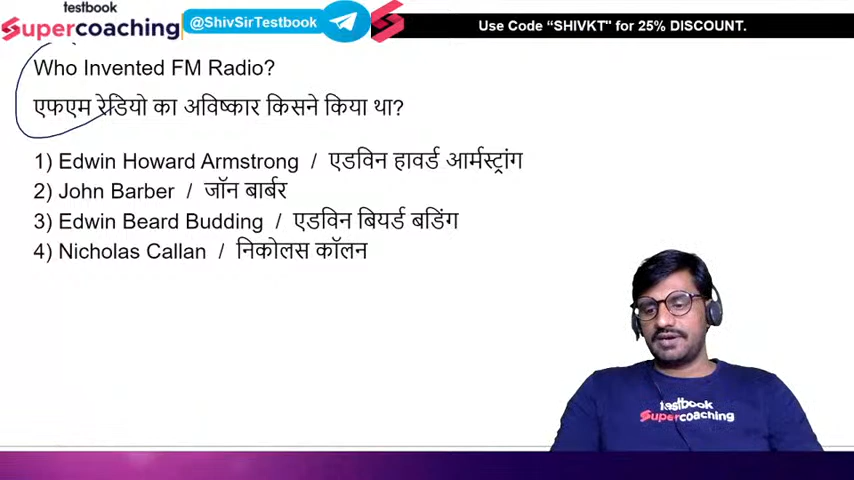 testbook
Supercoaching
@ShivSirTestbook
Use Code “SHIVKT" for 25% DISCOUNT.
Who Invented FM Radio?
एफएम रेडियो का अविष्कार किसने किया था?
1) Edwin Howard Armstrong / एडविन हावर्ड आर्मस्ट्रांग
2) John Barber / जॉन बार्बर
3) Edwin Beard Budding / एडविन बियर्ड बडिंग
4) Nicholas Callan / निकोलस कॉलन
testbook
Supercoaching